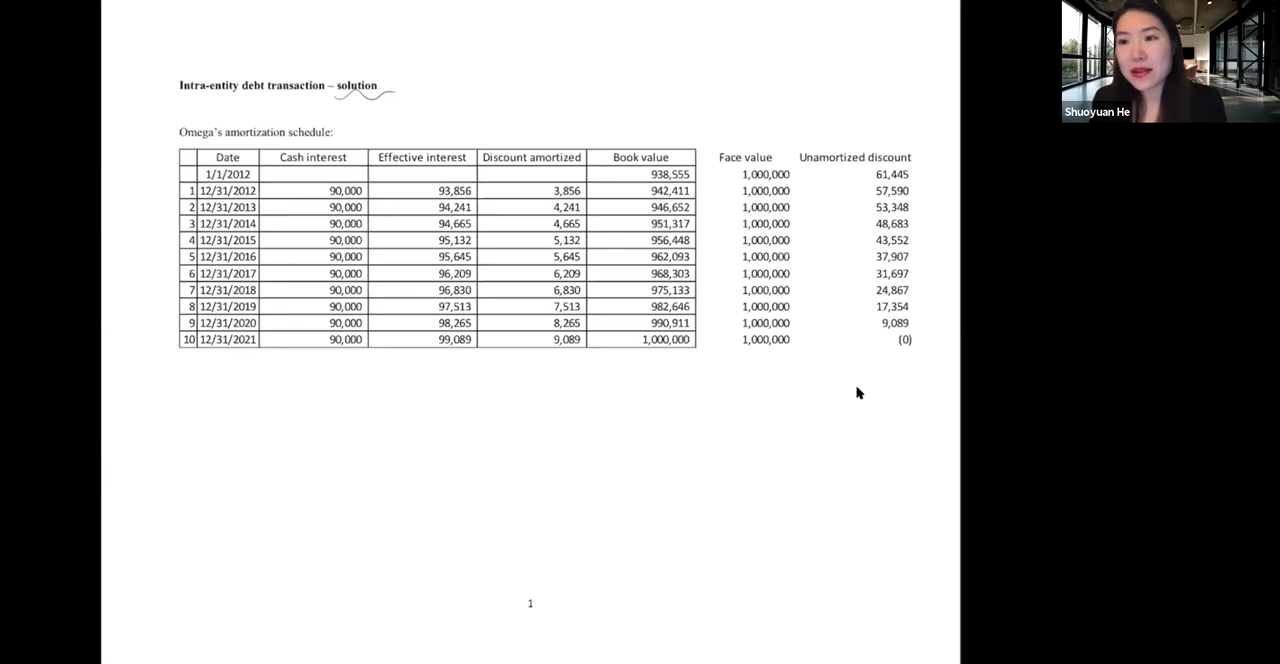 Shuoyuan He
Intra-entity debt transaction – solution
Omega's amortization schedule:
Date Cash interest Effective interest Discount amortized Book value Face value Unamortized discount
1/1/2012 938,555 1,000,000 61,445
1 12/31/2012 90,000 93,856 3,856 942,411 1,000,000 57,590
2 12/31/2013 90,000 94,241 4,241 946,652 1,000,000 53,348
3 12/31/2014 90,000 94,665 4,665 951,317 1,000,000 48,683
4 12/31/2015 90,000 95,132 5,132 956,448 1,000,000 43,552
5 12/31/2016 90,000 95,645 5,645 962,093 1,000,000 37,907
6 12/31/2017 90,000 96,209 6,209 968,303 1,000,000 31,697
7 12/31/2018 90,000 96,830 6,830 975,133 1,000,000 24,867
8 12/31/2019 90,000 97,513 7,513 982,646 1,000,000 17,354
9 12/31/2020 90,000 98,265 8,265 990,911 1,000,000 9,089
10 12/31/2021 90,000 99,089 9,089 1,000,000 1,000,000 (0)
1